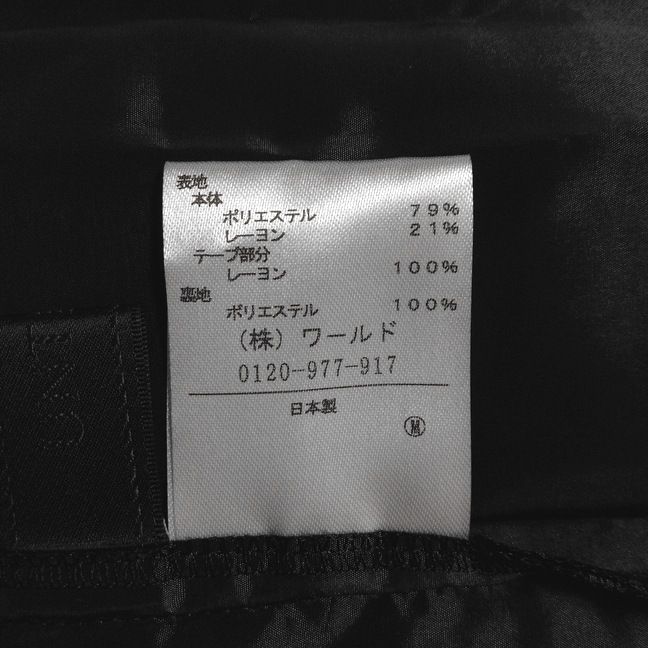 表地
本体
ポリエステル 79%
レーヨン 21%
テープ部分
レーヨン 100%
裏地
ポリエステル 100%
(株) ワールド
0120-977-917
日本製
Ⓜ